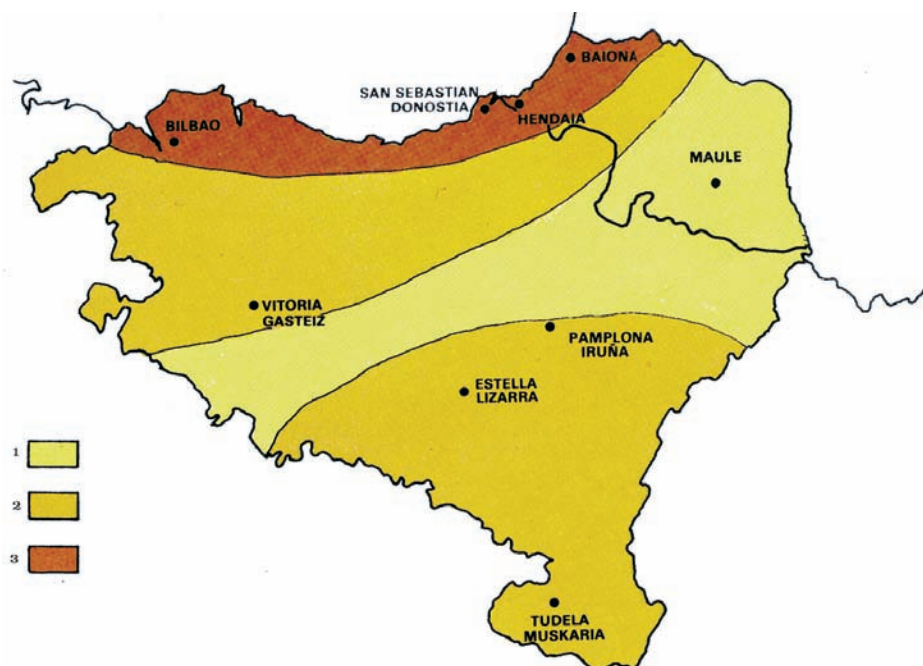 BAIONA
SAN SEBASTIAN
DONOSTIA
HENDAIA
BILBAO
MAULE
VITORIA
GASTEIZ
PAMPLONA
IRUÑA
ESTELLA
LIZARRA
1
2
3
TUDELA
MUSKARIA